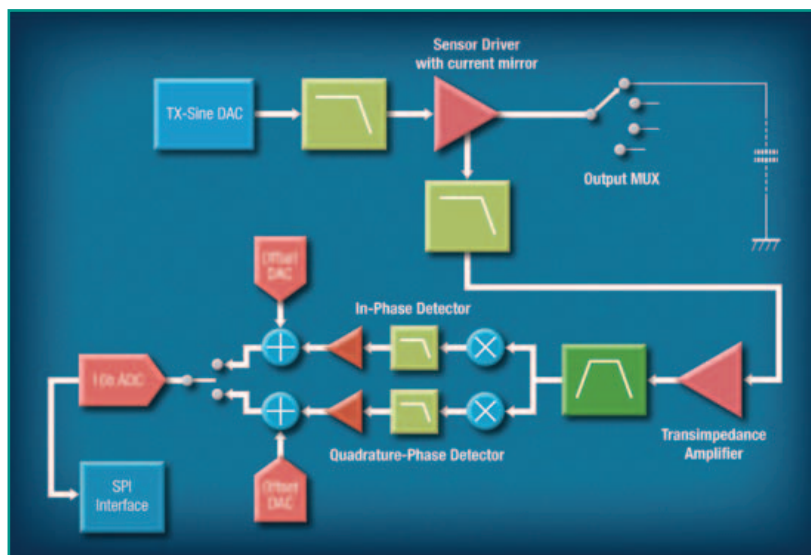 Sensor Driver
with current mirror
TX-Sine DAC
Output MUX
Offset
DAC
In-Phase Detector
ADC
Quadrature-Phase Detector
Transimpedance
Amplifier
SPI
Interface
Offset
DAC